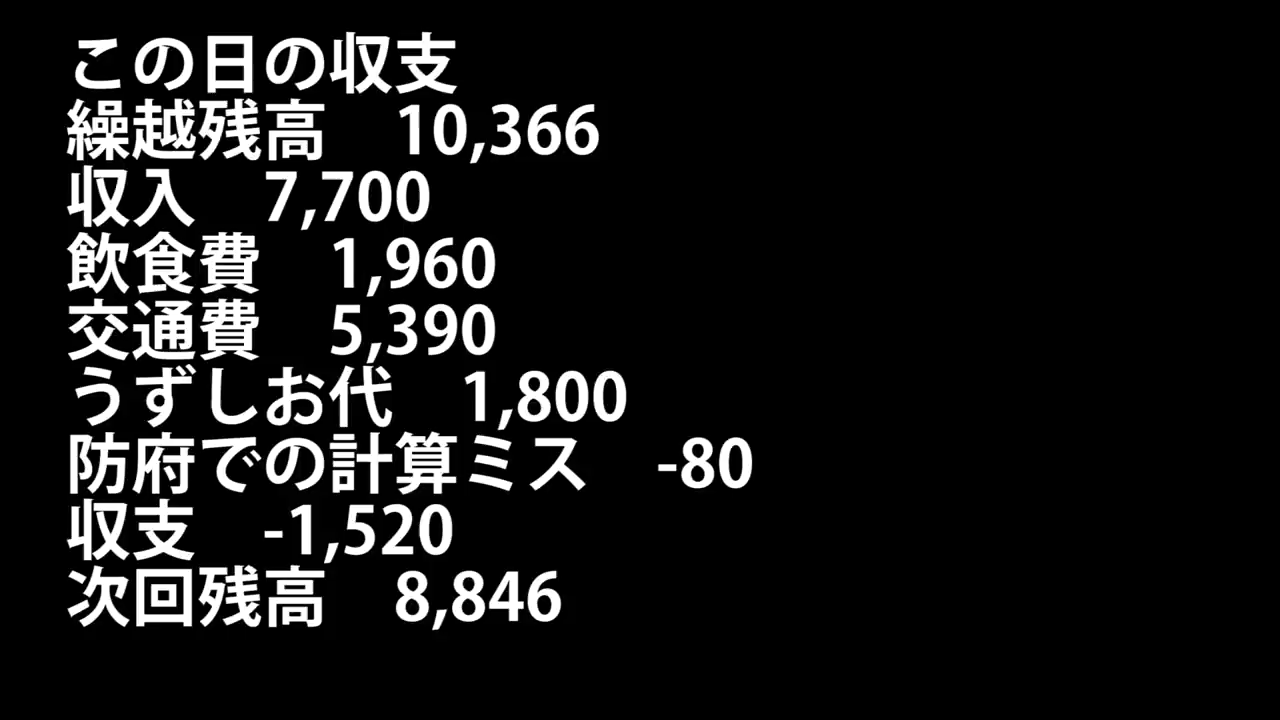 この日の収支
繰越残高　10,366
収入　7,700
飲食費　1,960
交通費　5,390
うずしお代　1,800
防府での計算ミス　-80
収支　-1,520
次回残高　8,846